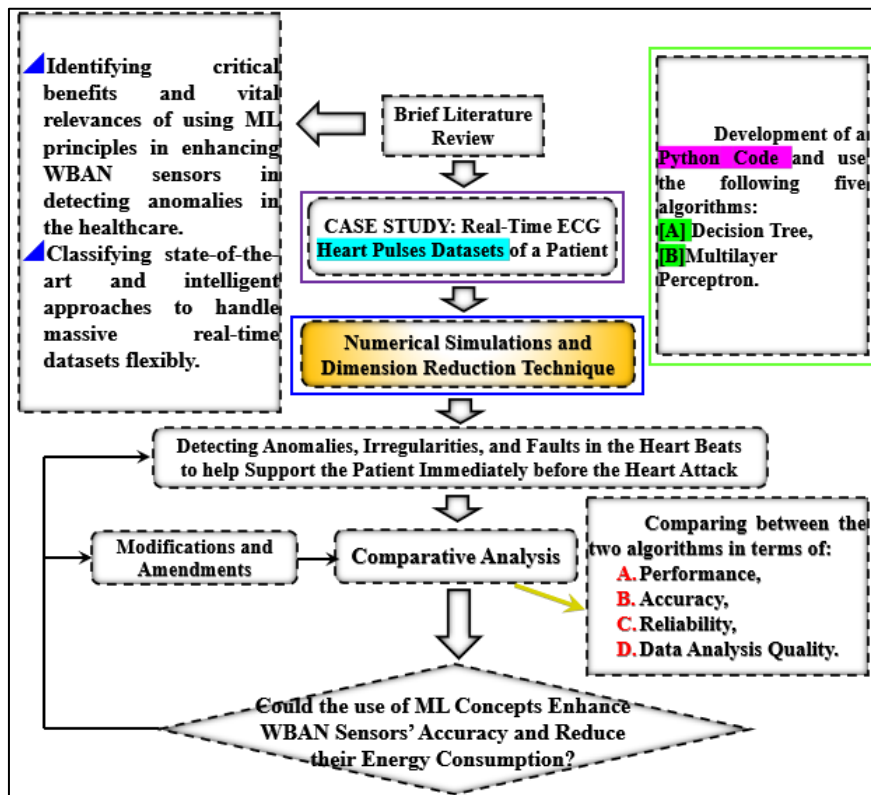 Identifying critical
benefits and vital
relevances of using ML
principles in enhancing
WBAN sensors in
detecting anomalies in
the healthcare.
Classifying state-of-the-
art and intelligent
approaches to handle
massive real-time
datasets flexibly.
Brief Literature
Review
CASE STUDY: Real-Time ECG
Heart Pulses Datasets of a Patient
Numerical Simulations and
Dimension Reduction Technique
Development of a
Python Code and use
the following five
algorithms:
[A] Decision Tree,
[B] Multilayer
Perceptron.
Detecting Anomalies, Irregularities, and Faults in the Heart Beats
to help Support the Patient Immediately before the Heart Attack
Modifications and
Amendments
Comparative Analysis
Comparing between the
two algorithms in terms of:
A. Performance,
B. Accuracy,
C. Reliability,
D. Data Analysis Quality.
Could the use of ML Concepts Enhance
WBAN Sensors' Accuracy and Reduce
their Energy Consumption?